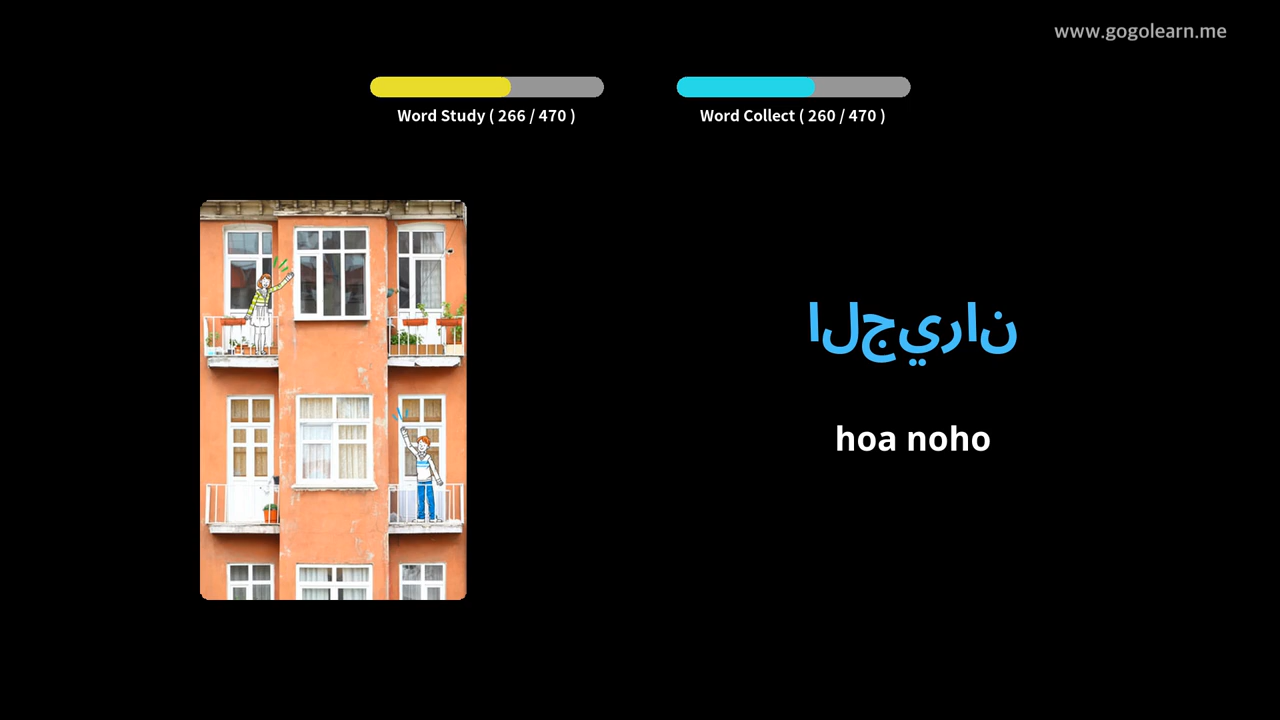 www.gogolearn.me
Word Study ( 266 / 470 )
Word Collect ( 260 / 470 )
الجيران
hoa noho